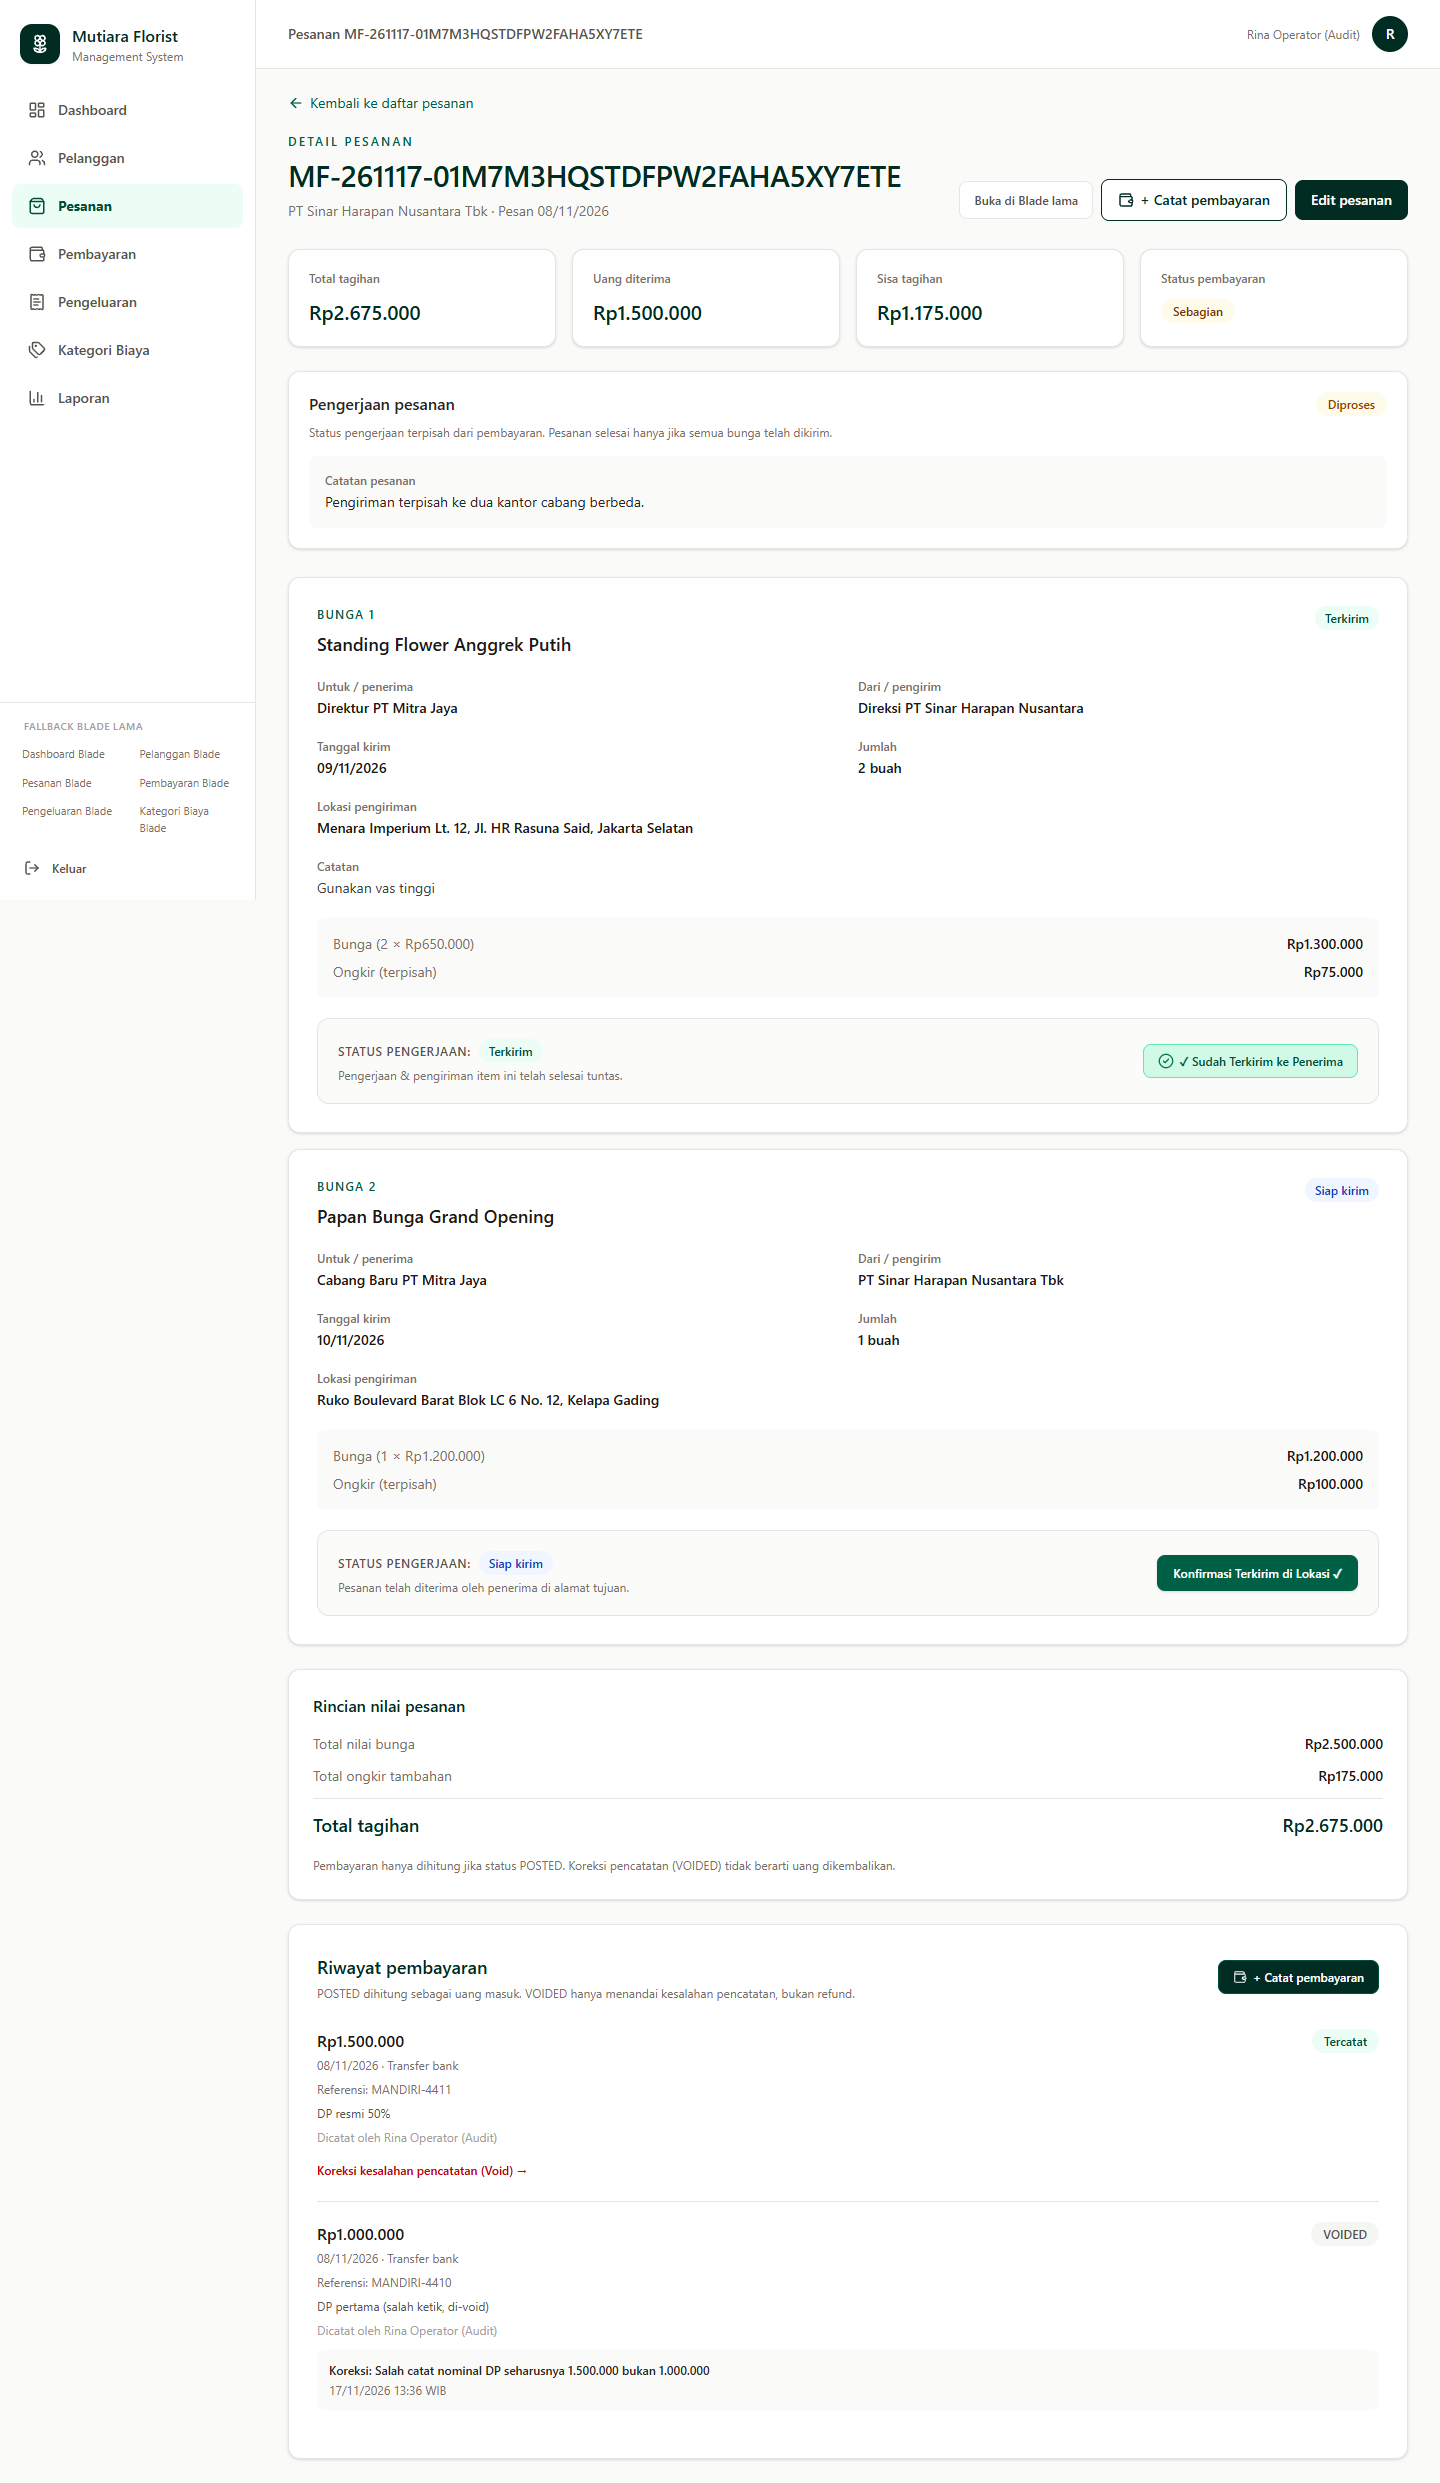 Mutiara Florist
Management System
Dashboard
Pelanggan
Pesanan
Pembayaran
Pengeluaran
Kategori Biaya
Laporan
FALLBACK BLADE LAMA
Dashboard Blade
Pelanggan Blade
Pesanan Blade
Pembayaran Blade
Pengeluaran Blade
Kategori Biaya
Blade
Keluar
Pesanan MF-261117-01M7M3HQSTDFPW2FAHA5XY7ETE
Rina Operator (Audit)
R
← Kembali ke daftar pesanan
DETAIL PESANAN
MF-261117-01M7M3HQSTDFPW2FAHA5XY7ETE
PT Sinar Harapan Nusantara Tbk · Pesan 08/11/2026
Buka di Blade lama
+ Catat pembayaran
Edit pesanan
Total tagihan
Rp2.675.000
Uang diterima
Rp1.500.000
Sisa tagihan
Rp1.175.000
Status pembayaran
Sebagian
Pengerjaan pesanan
Diproses
Status pengerjaan terpisah dari pembayaran. Pesanan selesai hanya jika semua bunga telah dikirim.
Catatan pesanan
Pengiriman terpisah ke dua kantor cabang berbeda.
BUNGA 1
Terkirim
Standing Flower Anggrek Putih
Untuk / penerima
Direktur PT Mitra Jaya
Dari / pengirim
Direksi PT Sinar Harapan Nusantara
Tanggal kirim
09/11/2026
Jumlah
2 buah
Lokasi pengiriman
Menara Imperium Lt. 12, Jl. HR Rasuna Said, Jakarta Selatan
Catatan
Gunakan vas tinggi
Bunga (2 × Rp650.000) Rp1.300.000
Ongkir (terpisah) Rp75.000
STATUS PENGERJAAN: Terkirim
Pengerjaan & pengiriman item ini telah selesai tuntas.
✓ Sudah Terkirim ke Penerima
BUNGA 2
Siap kirim
Papan Bunga Grand Opening
Untuk / penerima
Cabang Baru PT Mitra Jaya
Dari / pengirim
PT Sinar Harapan Nusantara Tbk
Tanggal kirim
10/11/2026
Jumlah
1 buah
Lokasi pengiriman
Ruko Boulevard Barat Blok LC 6 No. 12, Kelapa Gading
Bunga (1 × Rp1.200.000) Rp1.200.000
Ongkir (terpisah) Rp100.000
STATUS PENGERJAAN: Siap kirim
Pesanan telah diterima oleh penerima di alamat tujuan.
Konfirmasi Terkirim di Lokasi ✓
Rincian nilai pesanan
Total nilai bunga Rp2.500.000
Total ongkir tambahan Rp175.000
Total tagihan Rp2.675.000
Pembayaran hanya dihitung jika status POSTED. Koreksi pencatatan (VOIDED) tidak berarti uang dikembalikan.
Riwayat pembayaran
POSTED dihitung sebagai uang masuk. VOIDED hanya menandai kesalahan pencatatan, bukan refund.
+ Catat pembayaran
Rp1.500.000
Tercatat
08/11/2026 · Transfer bank
Referensi: MANDIRI-4411
DP resmi 50%
Dicatat oleh Rina Operator (Audit)
Koreksi kesalahan pencatatan (Void) →
Rp1.000.000
VOIDED
08/11/2026 · Transfer bank
Referensi: MANDIRI-4410
DP pertama (salah ketik, di-void)
Dicatat oleh Rina Operator (Audit)
Koreksi: Salah catat nominal DP seharusnya 1.500.000 bukan 1.000.000
17/11/2026 13:36 WIB